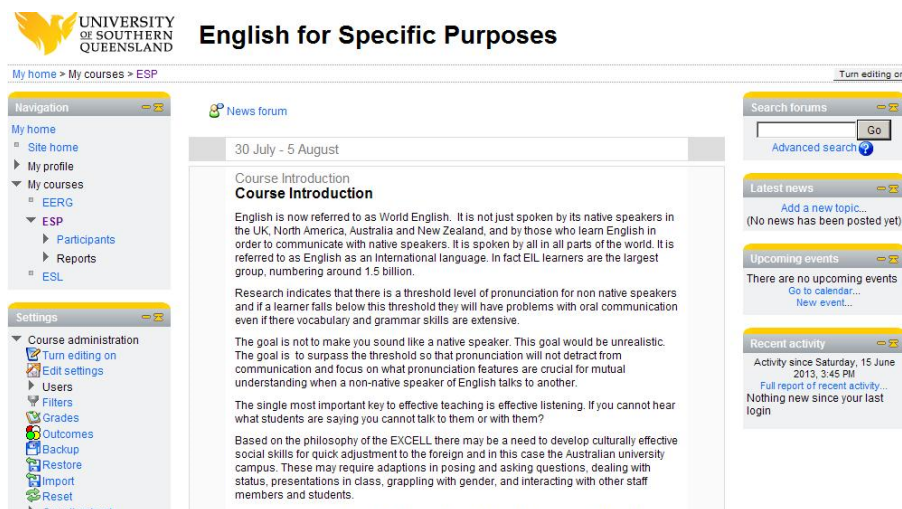 UNIVERSITY
OF SOUTHERN
QUEENSLAND
English for Specific Purposes
My home > My courses > ESP
Turn editing on
Navigation
My home
Site home
My profile
My courses
EERG
ESP
Participants
Reports
ESL
Settings
Course administration
Turn editing on
Edit settings
Users
Filters
Grades
Outcomes
Backup
Restore
Import
Reset
News forum
30 July - 5 August
Course Introduction
Course Introduction
English is now referred to as World English. It is not just spoken by its native speakers in
the UK, North America, Australia and New Zealand, and by those who learn English in
order to communicate with native speakers. It is spoken by all in all parts of the world. It is
referred to as English as an International language. In fact EIL learners are the largest
group, numbering around 1.5 billion.
Research indicates that there is a threshold level of pronunciation for non native speakers
and if a learner falls below this threshold they will have problems with oral communication
even if there vocabulary and grammar skills are extensive.
The goal is not to make you sound like a native speaker. This goal would be unrealistic.
The goal is to surpass the threshold so that pronunciation will not detract from
communication and focus on what pronunciation features are crucial for mutual
understanding when a non-native speaker of English talks to another.
The single most important key to effective teaching is effective listening. If you cannot hear
what students are saying you cannot talk to them or with them?
Based on the philosophy of the EXCELL there may be a need to develop culturally effective
social skills for quick adjustment to the foreign and in this case the Australian university
campus. These may require adaptions in posing and asking questions, dealing with
status, presentations in class, grappling with gender, and interacting with other staff
members and students.
Search forums
Go
Advanced search
Latest news
Add a new topic...
(No news has been posted yet)
Upcoming events
There are no upcoming events
Go to calendar...
New event...
Recent activity
Activity since Saturday, 15 June
2013, 3:45 PM
Full report of recent activity...
Nothing new since your last
login